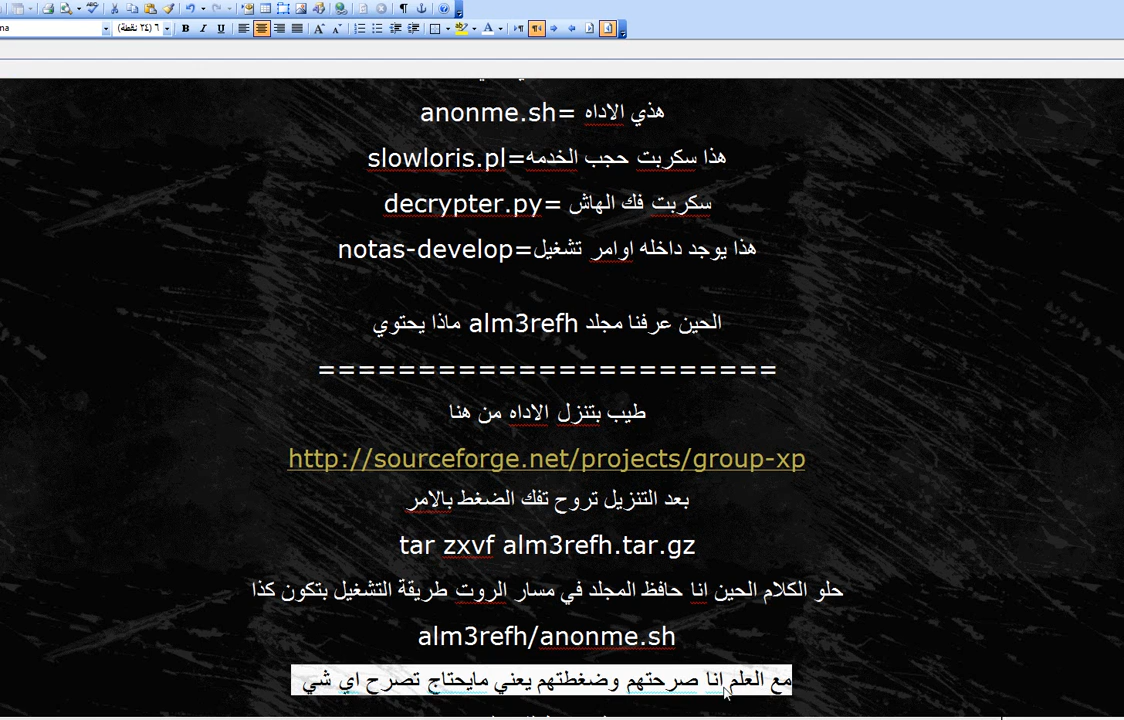 (٢٤ نقطة) ٦
هذي الاداه =anonme.sh
هذا سكربت حجب الخدمه=slowloris.pl
سكربت فك الهاش =decrypter.py
هذا يوجد داخله اوامر تشغيل=notas-develop
الحين عرفنا مجلد alm3refh ماذا يحتوي
=======================
طيب بتنزل الاداه من هنا
http://sourceforge.net/projects/group-xp
بعد التنزيل تروح تفك الضغط بالامر
tar zxvf alm3refh.tar.gz
حلو الكلام الحين انا حافظ المجلد في مسار الروت طريقة التشغيل بتكون كذا
alm3refh/anonme.sh
مع العلم انا صرحتهم وضغطتهم يعني مايحتاج تصرح اي شي